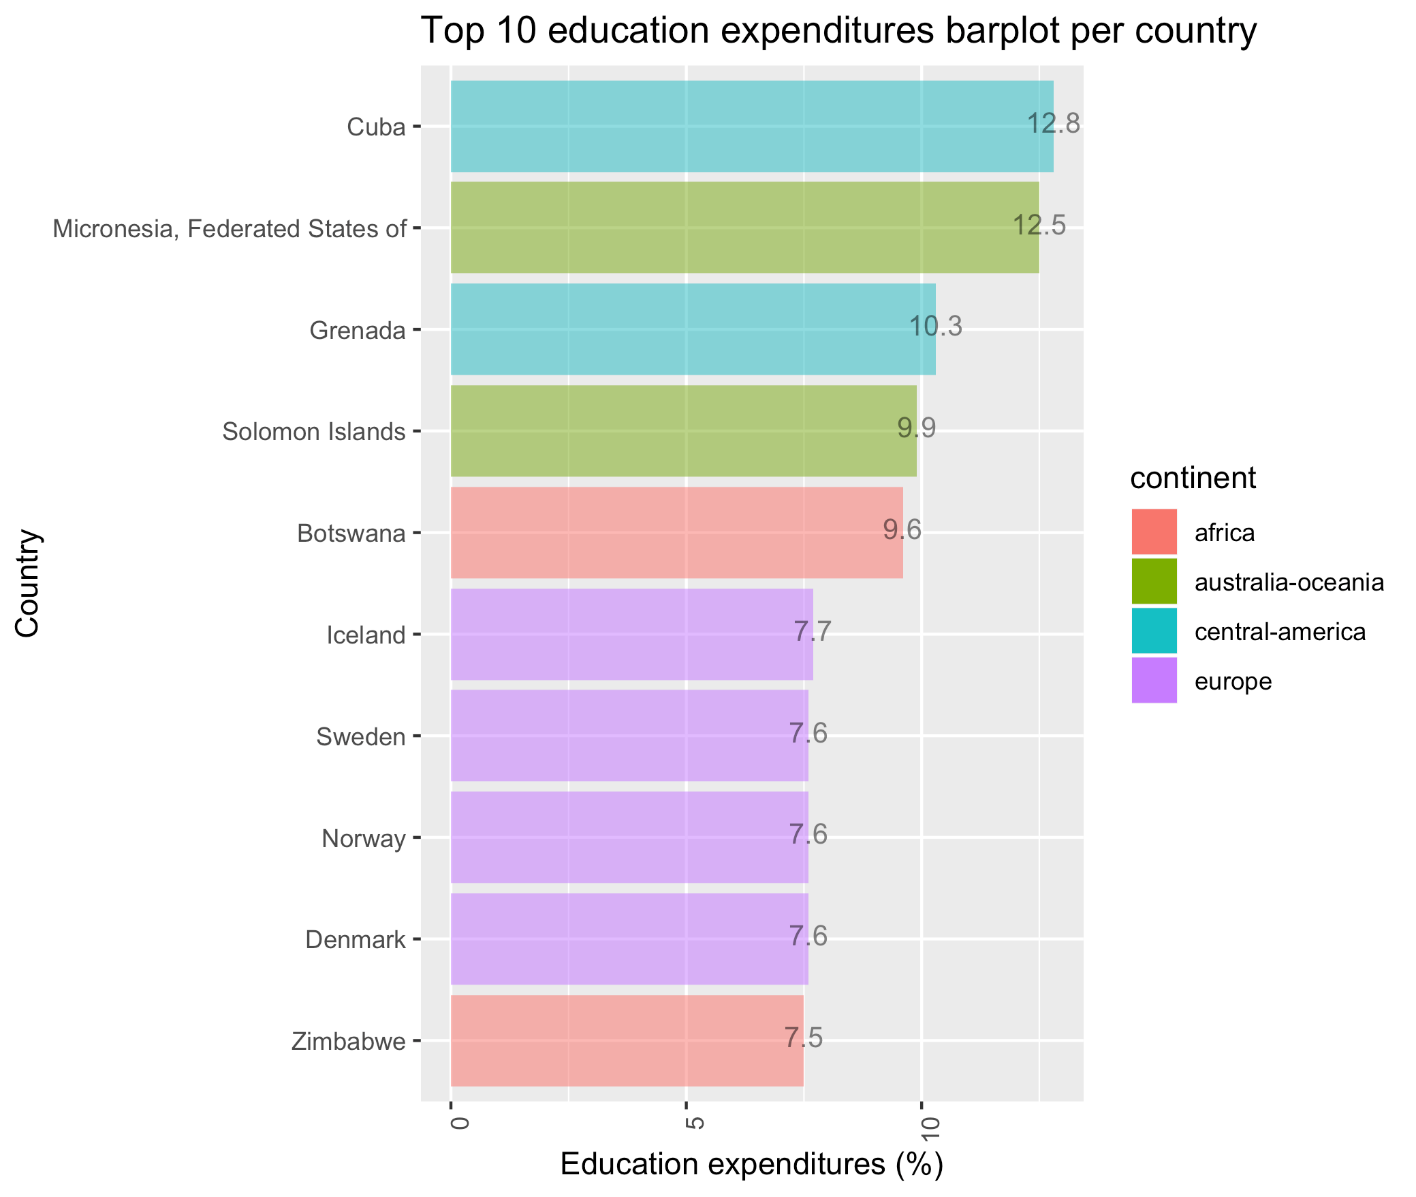 Top 10 education expenditures barplot per country
Country
Cuba
12.8
Micronesia, Federated States of
12.5
Grenada
10.3
Solomon Islands
9.9
Botswana
9.6
Iceland
7.7
Sweden
7.6
Norway
7.6
Denmark
7.6
Zimbabwe
7.5
0
5
10
Education expenditures (%)
continent
africa
australia-oceania
central-america
europe